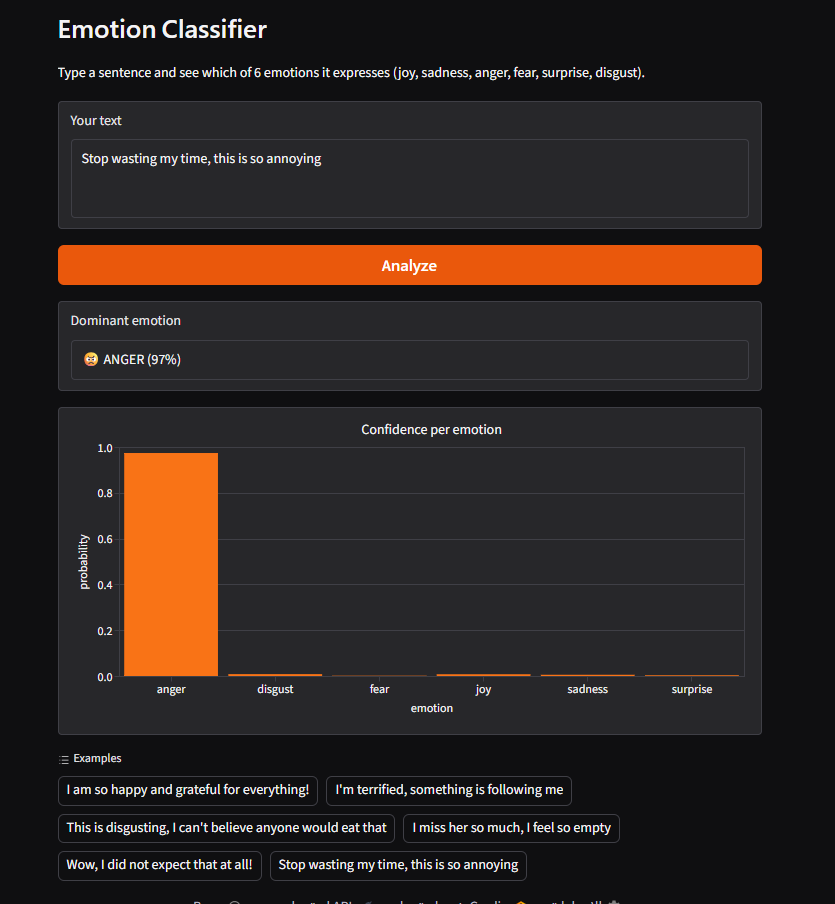 Emotion Classifier
Type a sentence and see which of 6 emotions it expresses (joy, sadness, anger, fear, surprise, disgust).
Your text
Stop wasting my time, this is so annoying
Analyze
Dominant emotion
😡 ANGER (97%)
Confidence per emotion
1.0
0.8
0.6
0.4
0.2
0.0
probability
anger disgust fear joy sadness surprise
emotion
Examples
I am so happy and grateful for everything! I'm terrified, something is following me
This is disgusting, I can't believe anyone would eat that I miss her so much, I feel so empty
Wow, I did not expect that at all! Stop wasting my time, this is so annoying